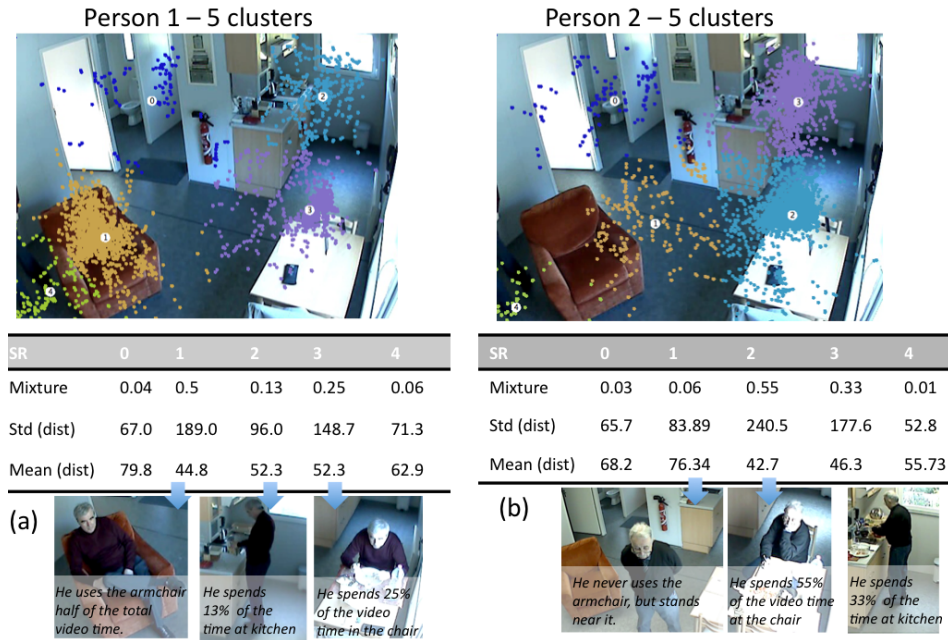 Person 1 – 5 clusters
0
2
3
1
4
SR 0 1 2 3 4
Mixture 0.04 0.5 0.13 0.25 0.06
Std (dist) 67.0 189.0 96.0 148.7 71.3
Mean (dist) 79.8 44.8 52.3 52.3 62.9
(a)
He uses the armchair
half of the total
video time.
He spends
13% of the
time at kitchen
He spends 25%
of the video
time in the chair
Person 2 – 5 clusters
0
3
2
1
4
SR 0 1 2 3 4
Mixture 0.03 0.06 0.55 0.33 0.01
Std (dist) 65.7 83.89 240.5 177.6 52.8
Mean (dist) 68.2 76.34 42.7 46.3 55.73
(b)
He never uses the
armchair, but stands
near it.
He spends 55%
of the video time
at the chair
He spends
33% of the
time at kitchen